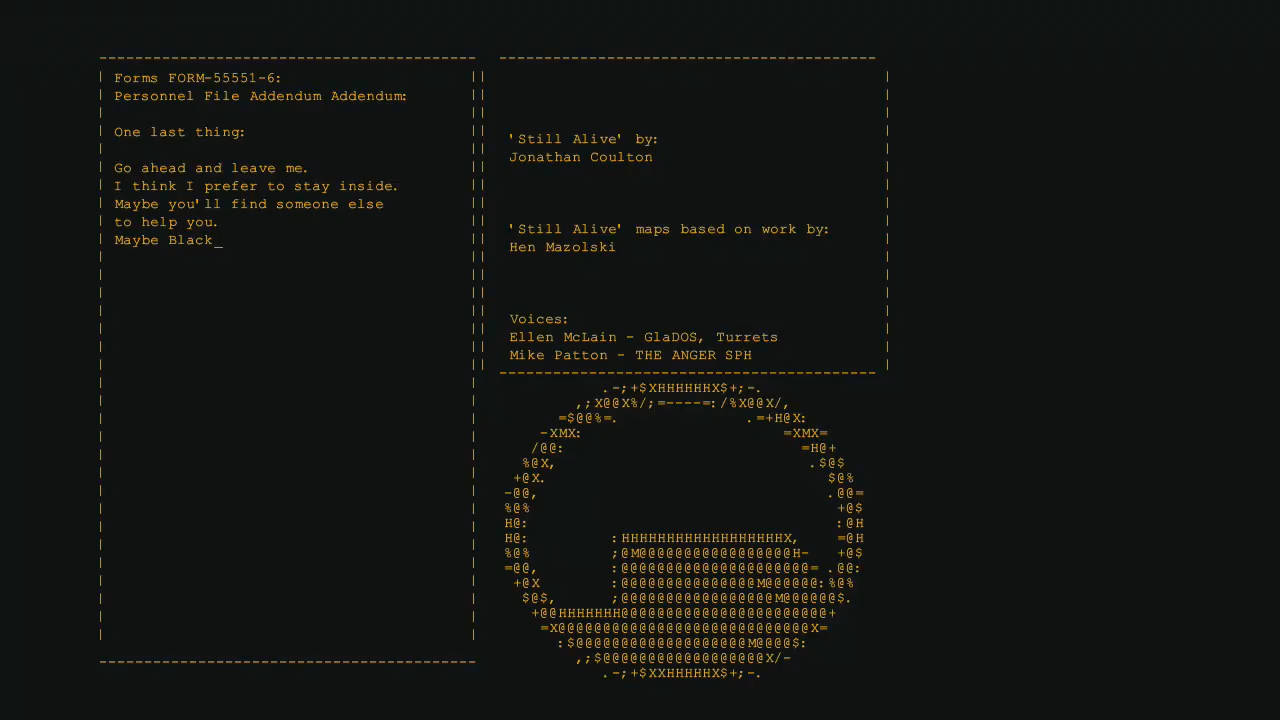 Forms FORM-55551-6:
Personnel File Addendum Addendum:
One last thing:
Go ahead and leave me.
I think I prefer to stay inside.
Maybe you'll find someone else
to help you.
Maybe Black_
'Still Alive' by:
Jonathan Coulton
'Still Alive' maps based on work by:
Hen Mazolski
Voices:
Ellen McLain - GlaDOS, Turrets
Mike Patton - THE ANGER SPH